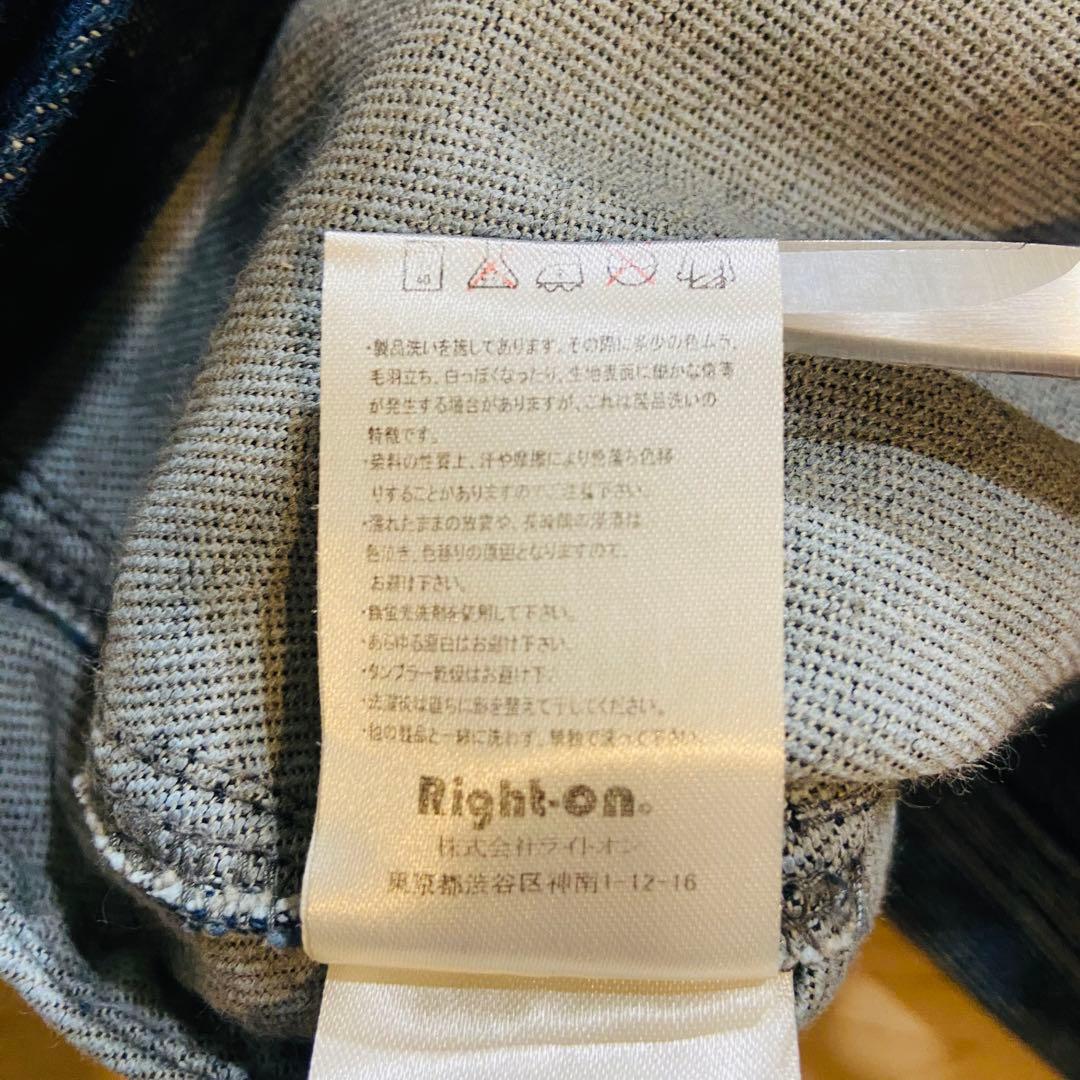 40
・製品洗いを施してあります。その際に多少の色ムラ、
毛羽立ち、白っぽくなったり、生地表面に僅かな損傷
が発生する場合がありますが、これは製品洗いの
特徴です。
・染料の性質上、汗や摩擦により色落ち色移
りすることがありますのでご注意下さい。
・濡れたままの放置や、長時間の浸漬は
色泣き、色移りの原因となりますので、
お避け下さい。
・無蛍光洗剤を使用して下さい。
・あらゆる漂白はお避け下さい。
・タンブラー乾燥はお避け下
・洗濯後は直ちに形を整えて干してください。
・他の製品と一緒に洗わず、単独で洗って下さい。
Right-on。
株式会社ライトオン
東京都渋谷区神南1-12-16